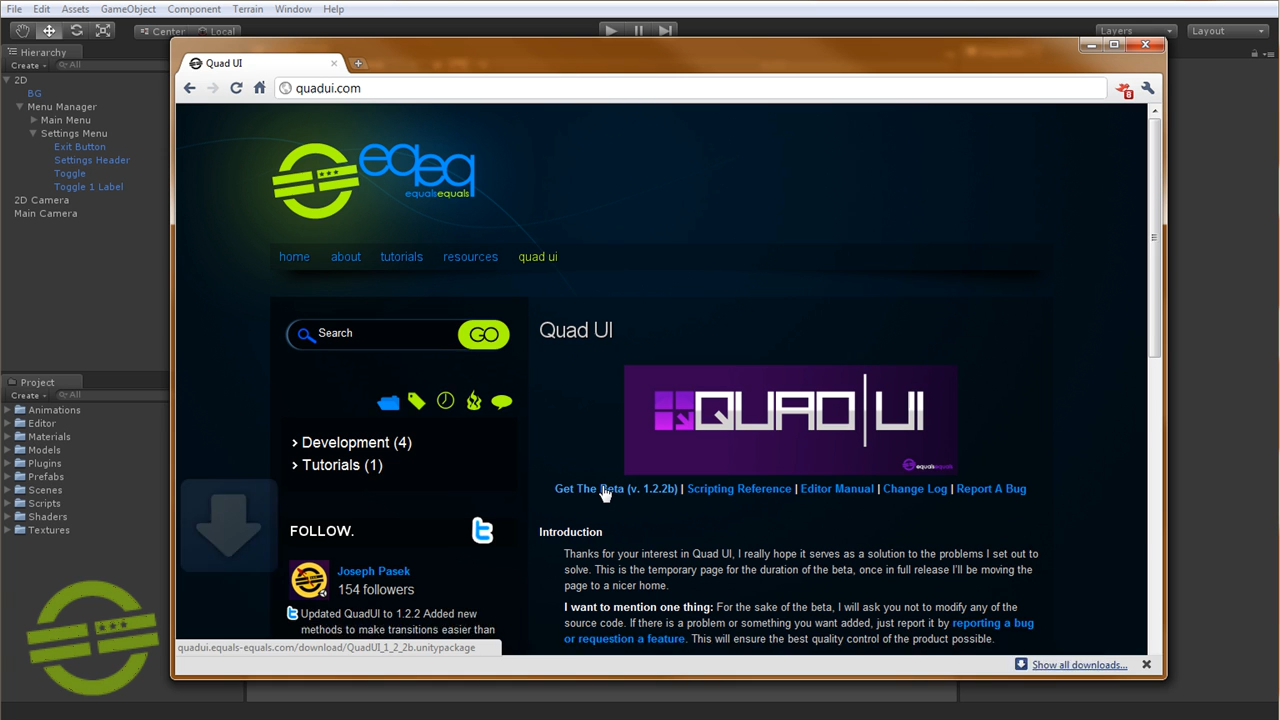 File Edit Assets GameObject Component Terrain Window Help
Center Local
Layers Layout
Hierarchy
Create All
2D
BG
Menu Manager
Main Menu
Settings Menu
Exit Button
Settings Header
Toggle
Toggle 1 Label
2D Camera
Main Camera
Project
Create All
Animations
Editor
Materials
Models
Plugins
Prefabs
Scenes
Scripts
Shaders
Textures
Quad UI
quadui.com
eqeq
equalsequals
home about tutorials resources quad ui
Search GO
Development (4)
Tutorials (1)
FOLLOW.
Joseph Pasek
154 followers
Updated QuadUI to 1.2.2 Added new
methods to make transitions easier than
Quad UI
QUAD|UI
equalsequals
Get The Beta (v. 1.2.2b) | Scripting Reference | Editor Manual | Change Log | Report A Bug
Introduction
Thanks for your interest in Quad UI, I really hope it serves as a solution to the problems I set out to
solve. This is the temporary page for the duration of the beta, once in full release I'll be moving the
page to a nicer home.
I want to mention one thing: For the sake of the beta, I will ask you not to modify any of the
source code. If there is a problem or something you want added, just report it by reporting a bug
or requestion a feature. This will ensure the best quality control of the product possible.
quadui.equals-equals.com/download/QuadUI_1_2_2b.unitypackage
Show all downloads...